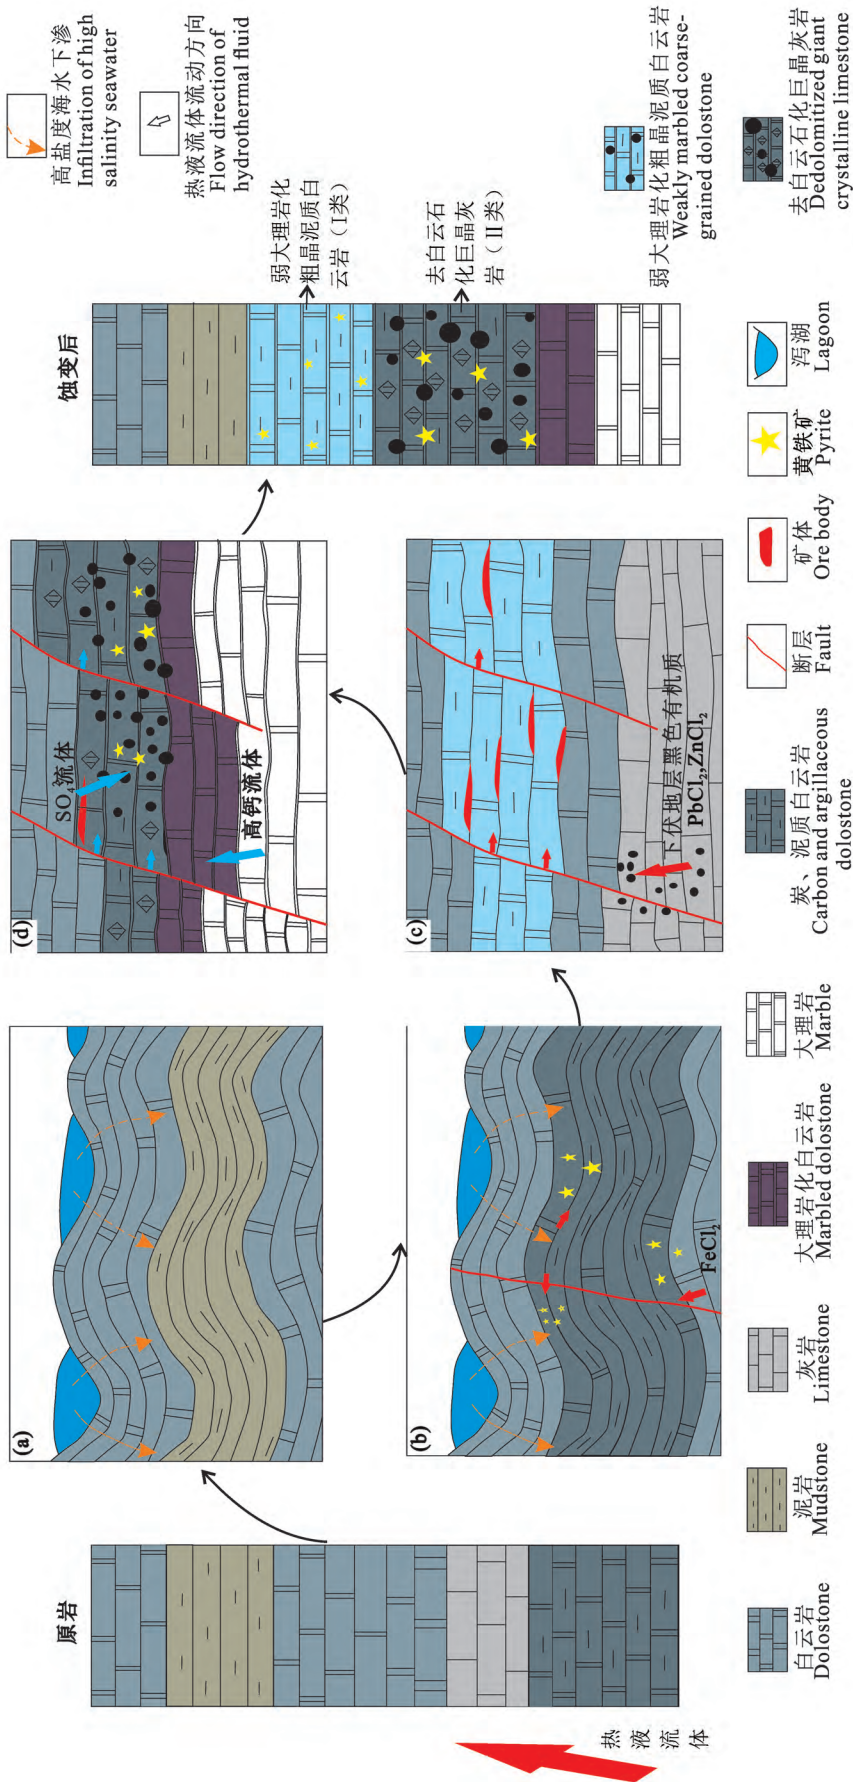 原岩
热
液
流
体
(a)
(b)
FeCl₂
(c)
下伏地层黑色有机质
PbCl₂,ZnCl₂
(d)
SO₄流体
高钙流体
蚀变后
弱大理岩化
粗晶泥质白
云岩（I类）
去白云石
化巨晶灰
岩（II类）
高盐度海水下渗
Infiltration of high
salinity seawater
热液流体流动方向
Flow direction of
hydrothermal fluid
白云岩
Dolostone
泥岩
Mudstone
灰岩
Limestone
大理岩化白云岩
Marbled dolostone
大理岩
Marble
炭、泥质白云岩
Carbon and argillaceous
dolostone
断层
Fault
矿体
Ore body
黄铁矿
Pyrite
泻湖
Lagoon
弱大理岩化粗晶泥质白云岩
Weakly marbled coarse-
grained dolostone
去白云石化巨晶灰岩
Dedolomitized giant
crystalline limestone